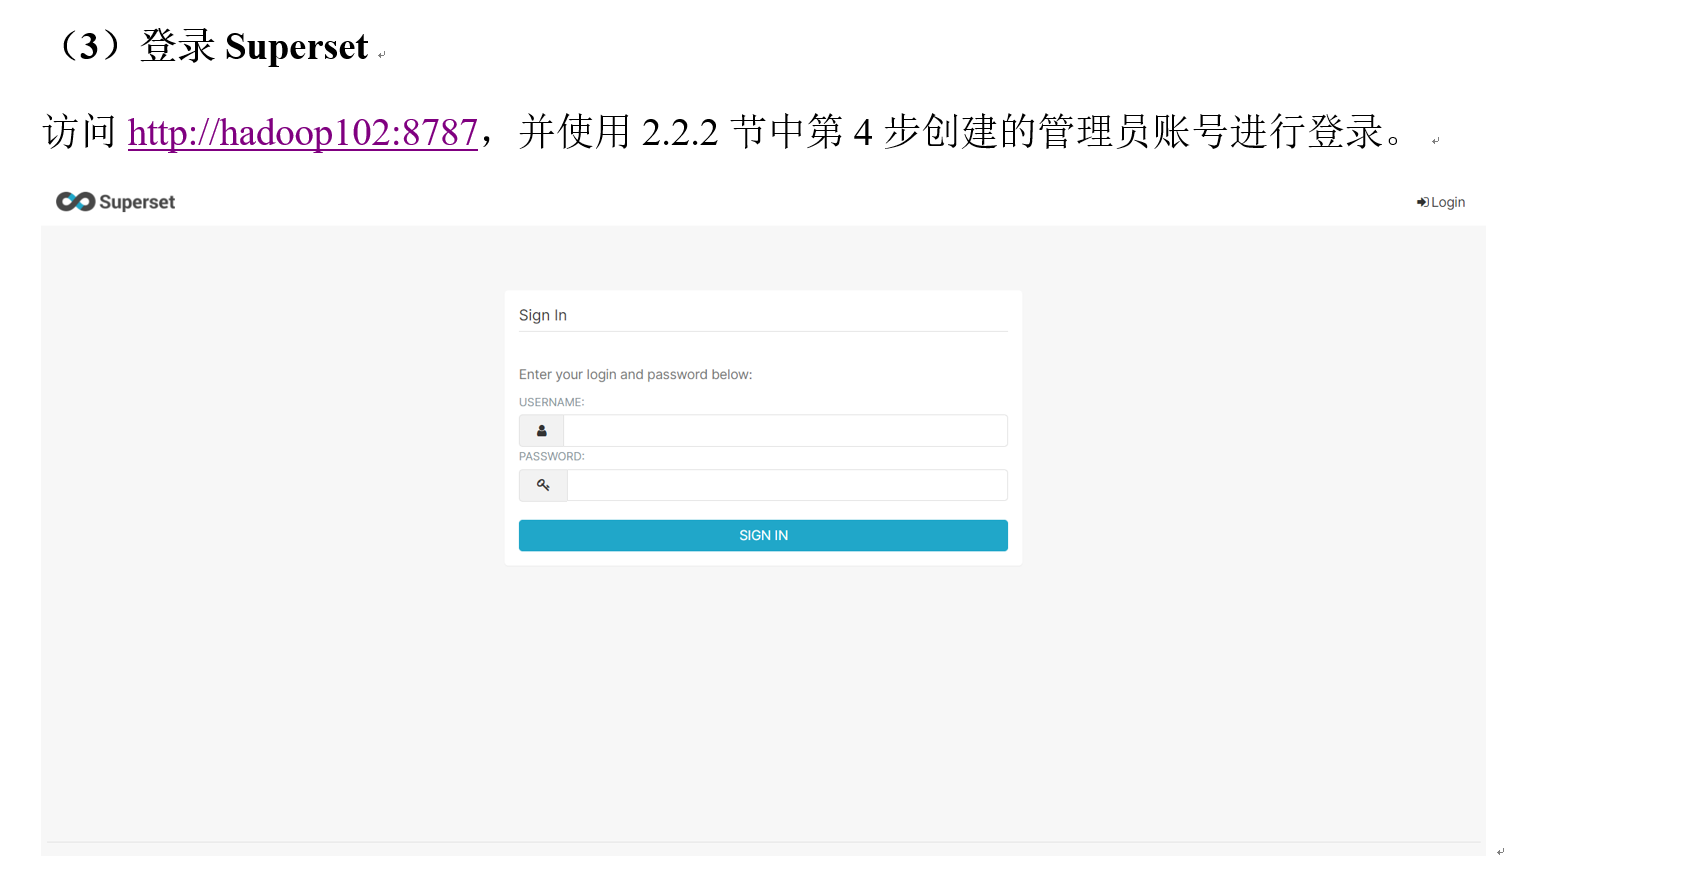 （3）登录 Superset
访问 http://hadoop102:8787，并使用 2.2.2 节中第 4 步创建的管理员账号进行登录。
Superset
Login
Sign In
Enter your login and password below:
USERNAME:
PASSWORD:
SIGN IN